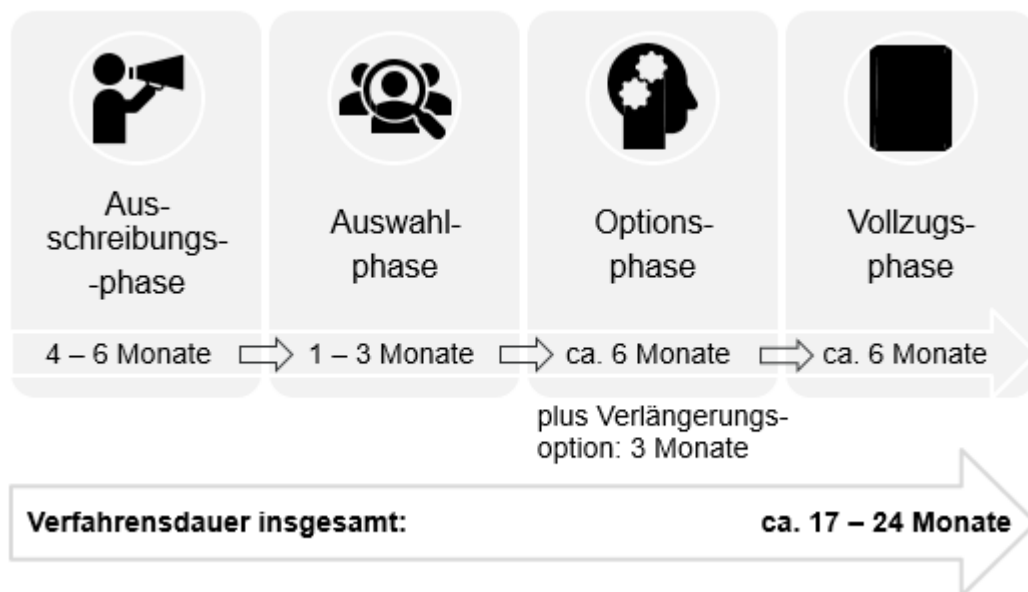 Aus-
schreibungs-
-phase
Auswahl-
phase
Options-
phase
Vollzugs-
phase
4 – 6 Monate
1 – 3 Monate
ca. 6 Monate
ca. 6 Monate
plus Verlängerungs-
option: 3 Monate
Verfahrensdauer insgesamt: ca. 17 – 24 Monate